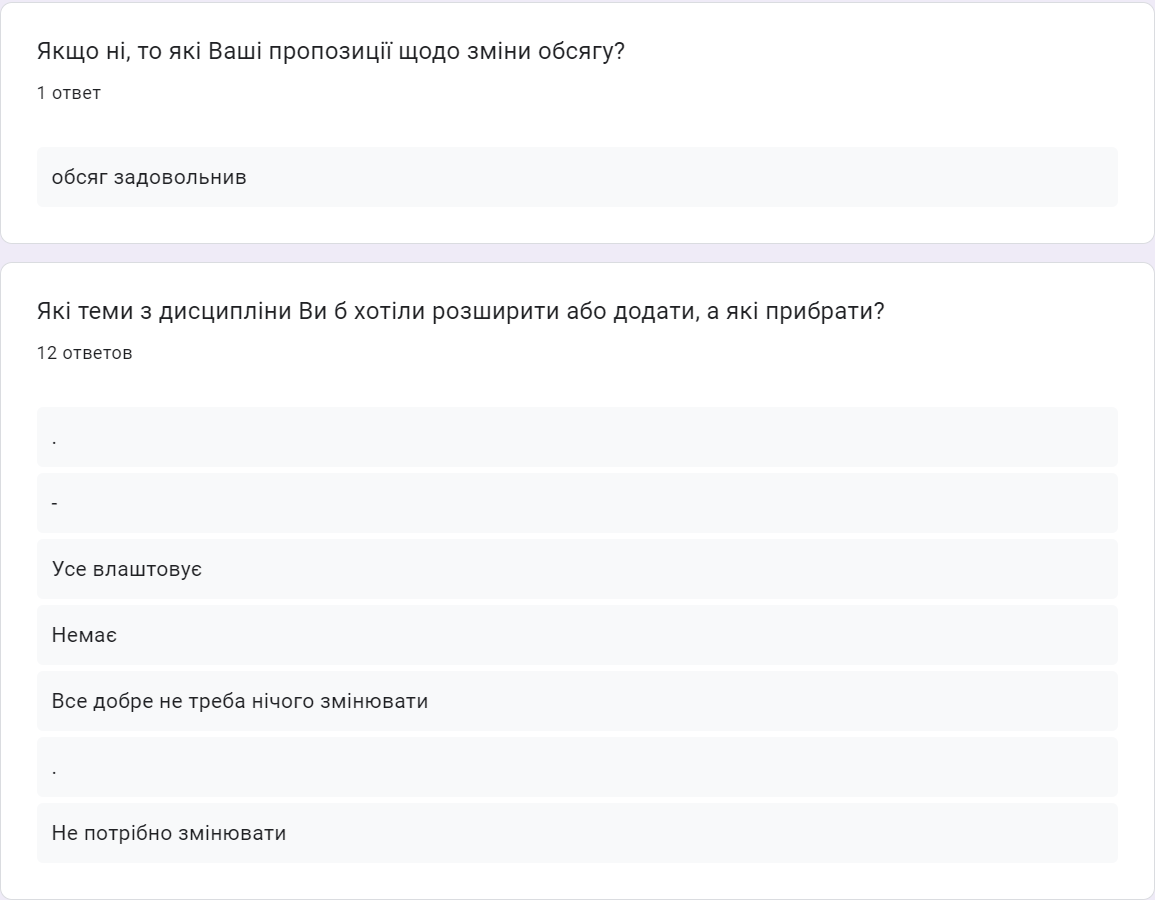 Якщо ні, то які Ваші пропозиції щодо зміни обсягу?
1 ответ
обсяг задовольнив
Які теми з дисципліни Ви б хотіли розширити або додати, а які прибрати?
12 ответов
.
-
Усе влаштовує
Немає
Все добре не треба нічого змінювати
.
Не потрібно змінювати